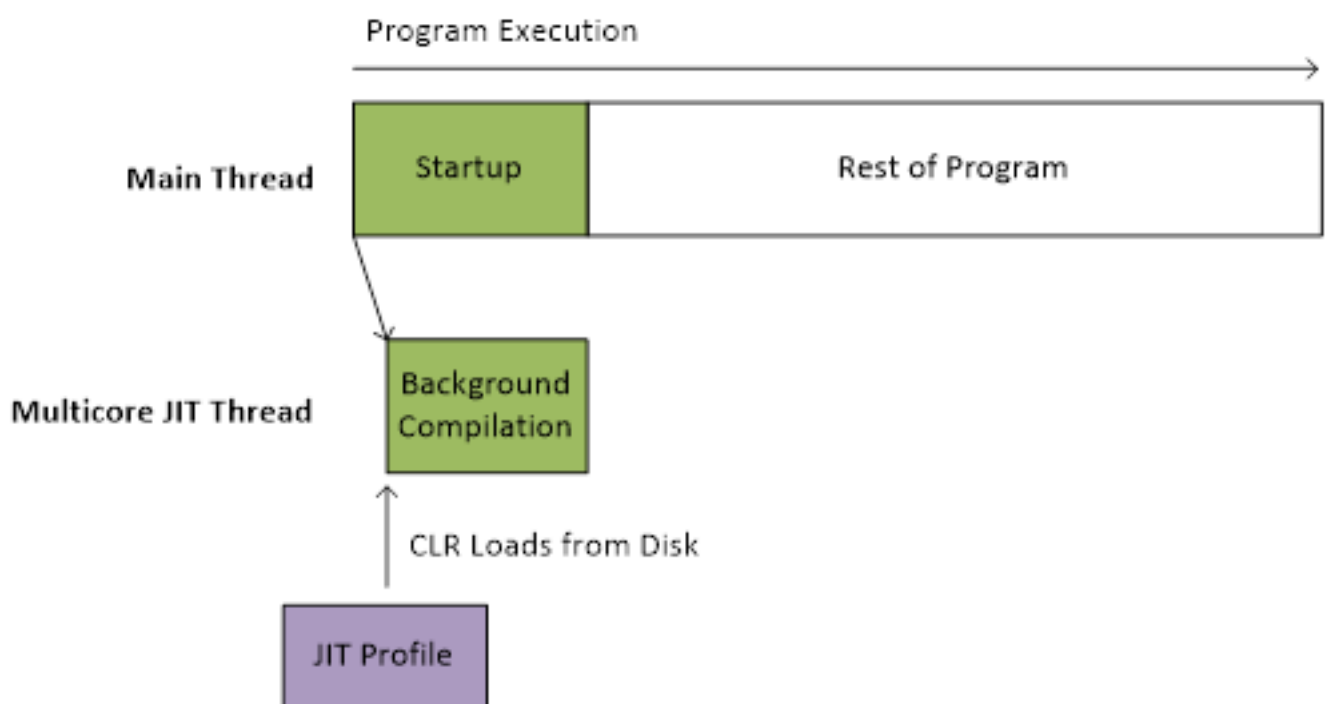 Program Execution
Main Thread
Startup
Rest of Program
Multicore JIT Thread
Background
Compilation
CLR Loads from Disk
JIT Profile